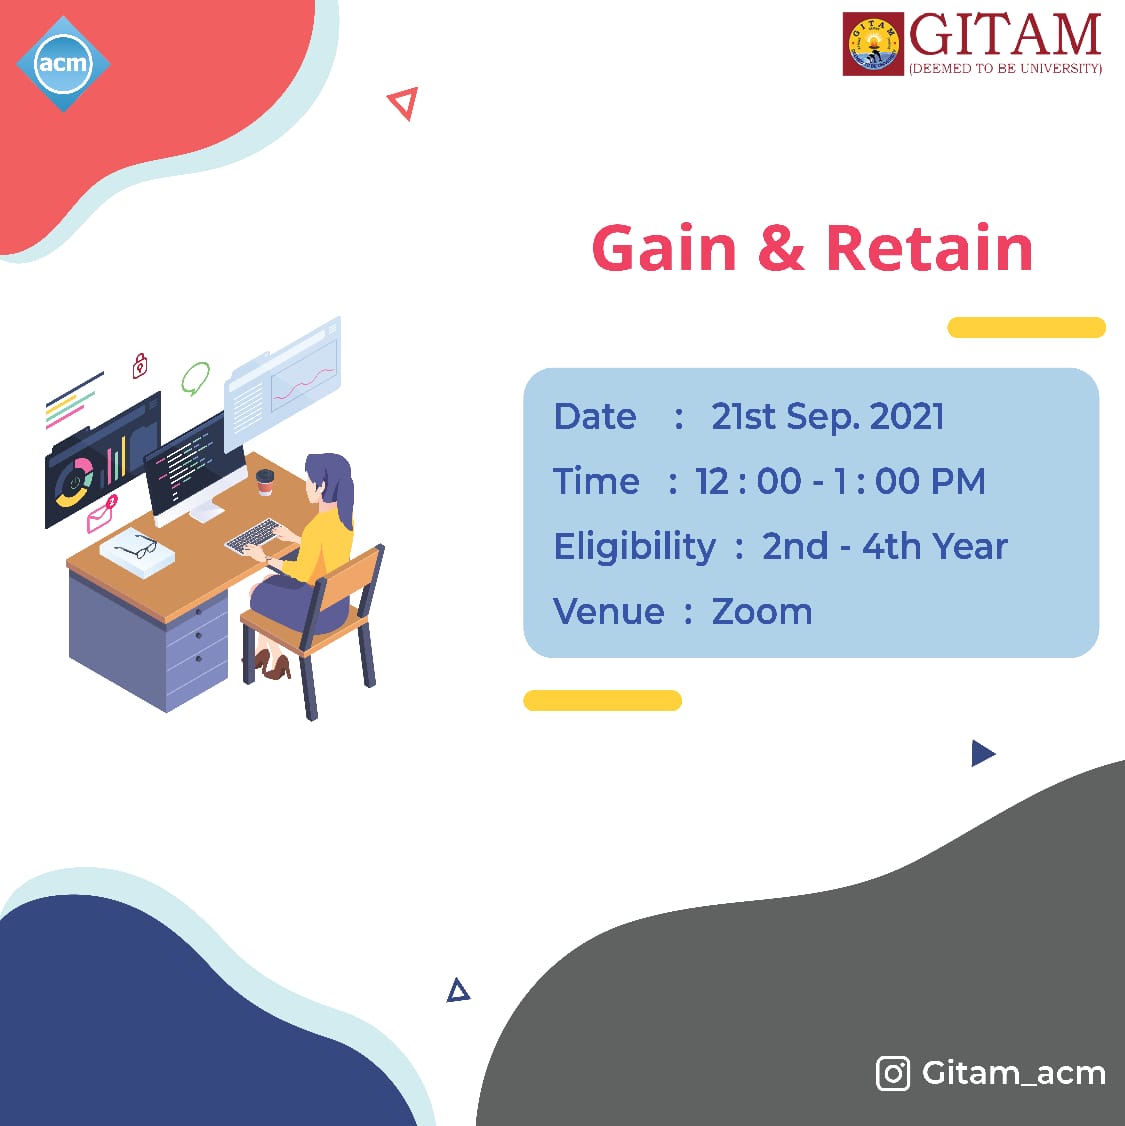 acm
GITAM
(DEEMED TO BE UNIVERSITY)
Gain & Retain
Date : 21st Sep. 2021
Time : 12 : 00 - 1 : 00 PM
Eligibility : 2nd - 4th Year
Venue : Zoom
2
Gitam_acm